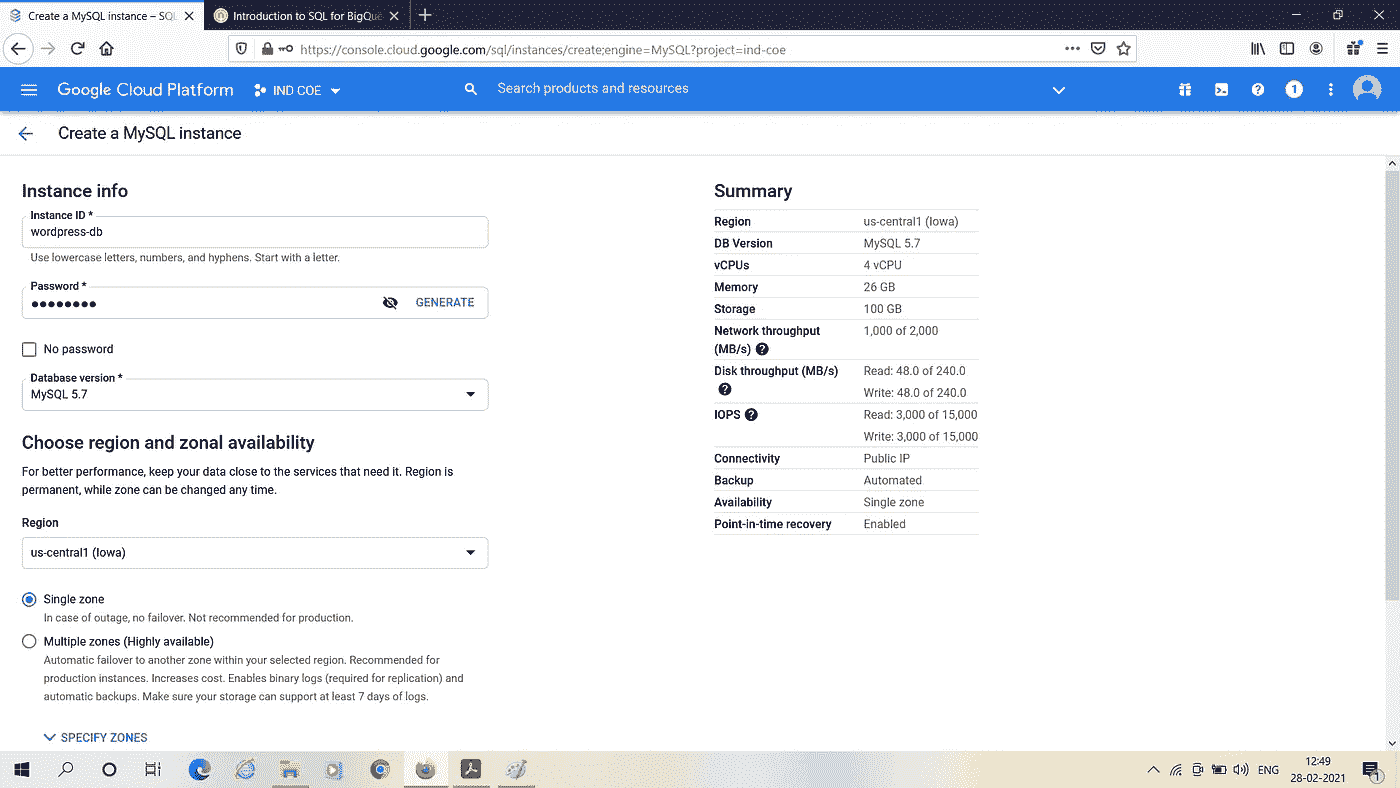 Create a MySQL instance – SQL
Introduction to SQL for BigQue
https://console.cloud.google.com/sql/instances/create;engine=MySQL?project=ind-coe
Google Cloud Platform
IND COE
Search products and resources
1
Create a MySQL instance
Instance info
Instance ID *
wordpress-db
Use lowercase letters, numbers, and hyphens. Start with a letter.
Password *
GENERATE
No password
Database version *
MySQL 5.7
Choose region and zonal availability
For better performance, keep your data close to the services that need it. Region is
permanent, while zone can be changed any time.
Region
us-central1 (Iowa)
Single zone
In case of outage, no failover. Not recommended for production.
Multiple zones (Highly available)
Automatic failover to another zone within your selected region. Recommended for
production instances. Increases cost. Enables binary logs (required for replication) and
automatic backups. Make sure your storage can support at least 7 days of logs.
SPECIFY ZONES
Summary
Region us-central1 (Iowa)
DB Version MySQL 5.7
vCPUs 4 vCPU
Memory 26 GB
Storage 100 GB
Network throughput 1,000 of 2,000
(MB/s)
Disk throughput (MB/s) Read: 48.0 of 240.0
Write: 48.0 of 240.0
IOPS Read: 3,000 of 15,000
Write: 3,000 of 15,000
Connectivity Public IP
Backup Automated
Availability Single zone
Point-in-time recovery Enabled
ENG
12:49
28-02-2021
1